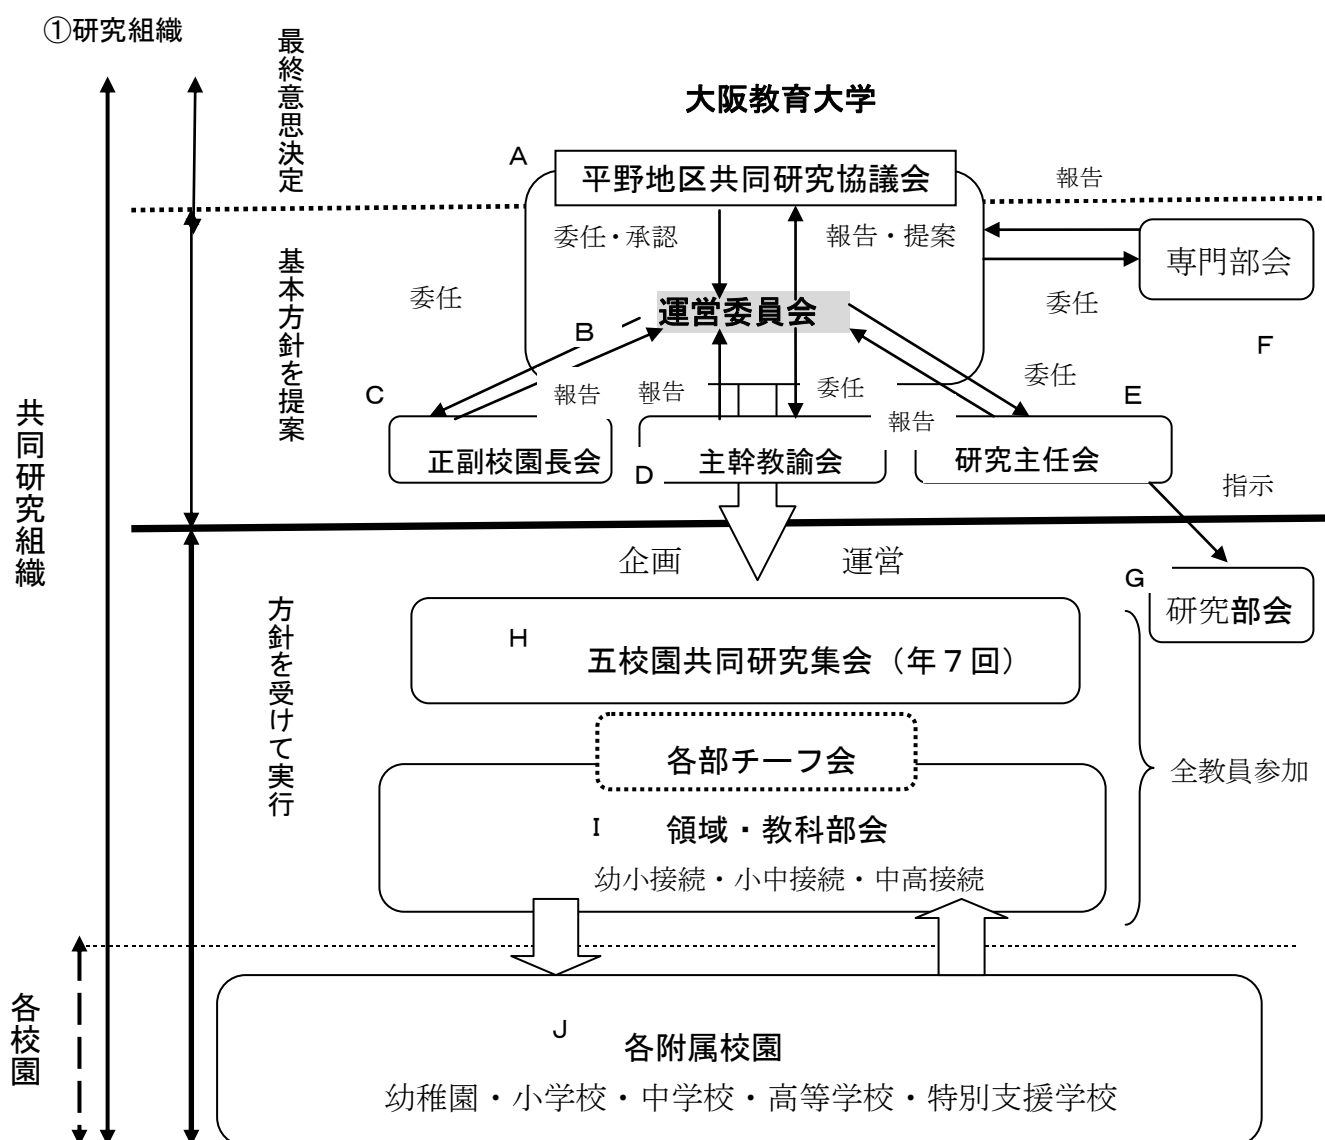 ①研究組織
最終意思決定
大阪教育大学
A
平野地区共同研究協議会
報告
委任・承認
報告・提案
専門部会
基本方針を提案
委任
運営委員会
委任
B
F
C
報告
報告
委任
委任
E
報告
正副校園長会
D
主幹教諭会
研究主任会
指示
共同研究組織
企画
運営
G
研究部会
方針を受けて実行
H
五校園共同研究集会（年７回）
各部チーフ会
全教員参加
I
領域・教科部会
幼小接続・小中接続・中高接続
各校園
J
各附属校園
幼稚園・小学校・中学校・高等学校・特別支援学校